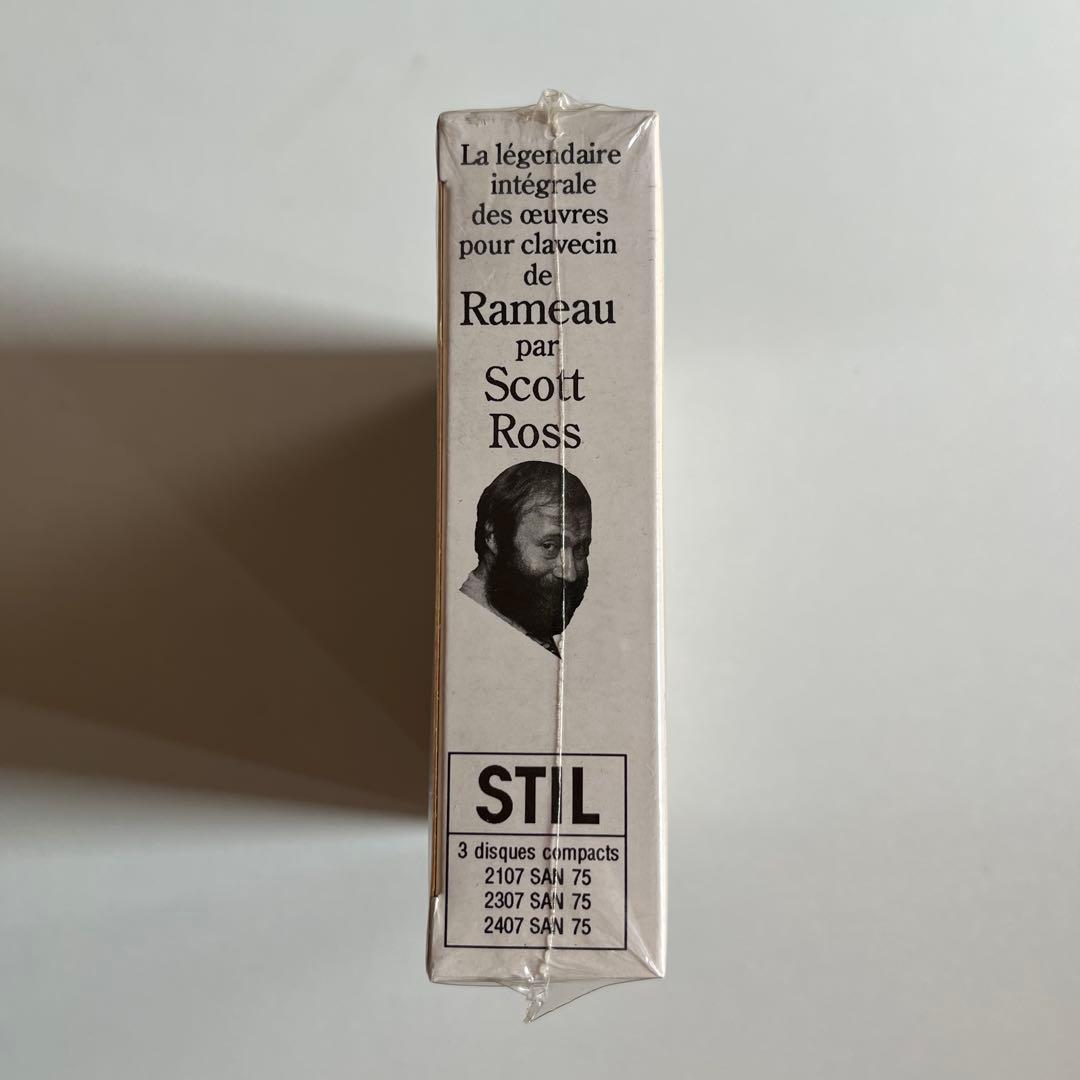 La légendaire
intégrale
des œuvres
pour clavecin
de
Rameau
par
Scott
Ross
STIL
3 disques compacts
2107 SAN 75
2307 SAN 75
2407 SAN 75